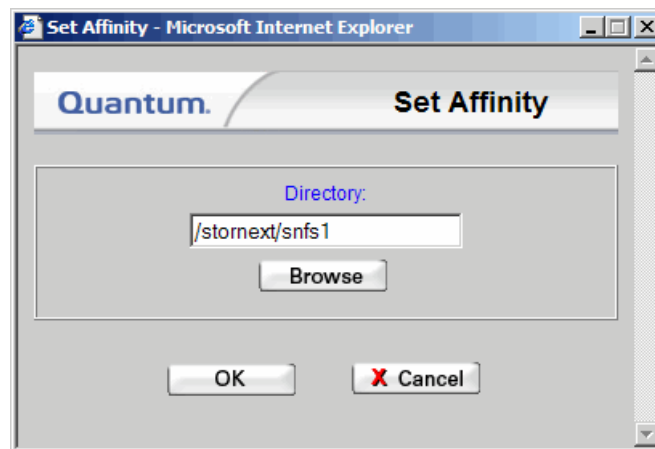 Set Affinity - Microsoft Internet Explorer
Quantum.
Set Affinity
Directory:
/stornext/snfs1
Browse
OK
X Cancel